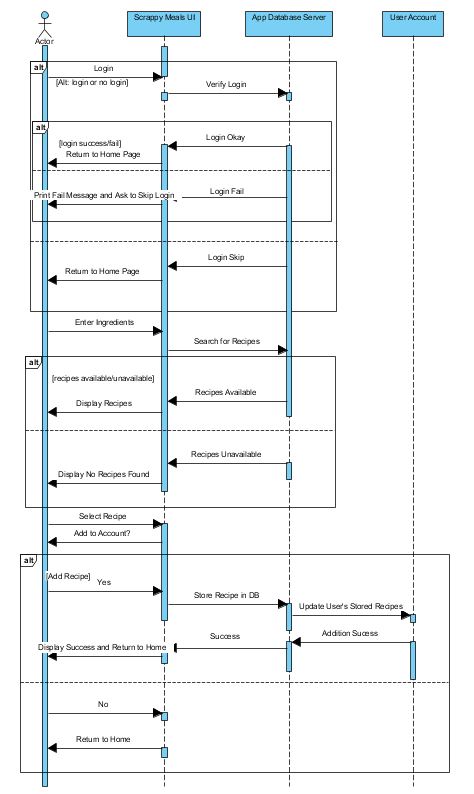 Scrappy Meals UI
App Database Server
User Account
Actor
alt
Login
[Alt: login or no login]
Verify Login
alt
Login Okay
[login success/fail]
Return to Home Page
Login Fail
Print Fail Message and Ask to Skip Login
Login Skip
Return to Home Page
Enter Ingredients
Search for Recipes
alt
[recipes available/unavailable]
Recipes Available
Display Recipes
Recipes Unavailable
Display No Recipes Found
Select Recipe
Add to Account?
alt
[Add Recipe]
Yes
Store Recipe in DB
Update User's Stored Recipes
Success
Addition Sucess
Display Success and Return to Home
No
Return to Home